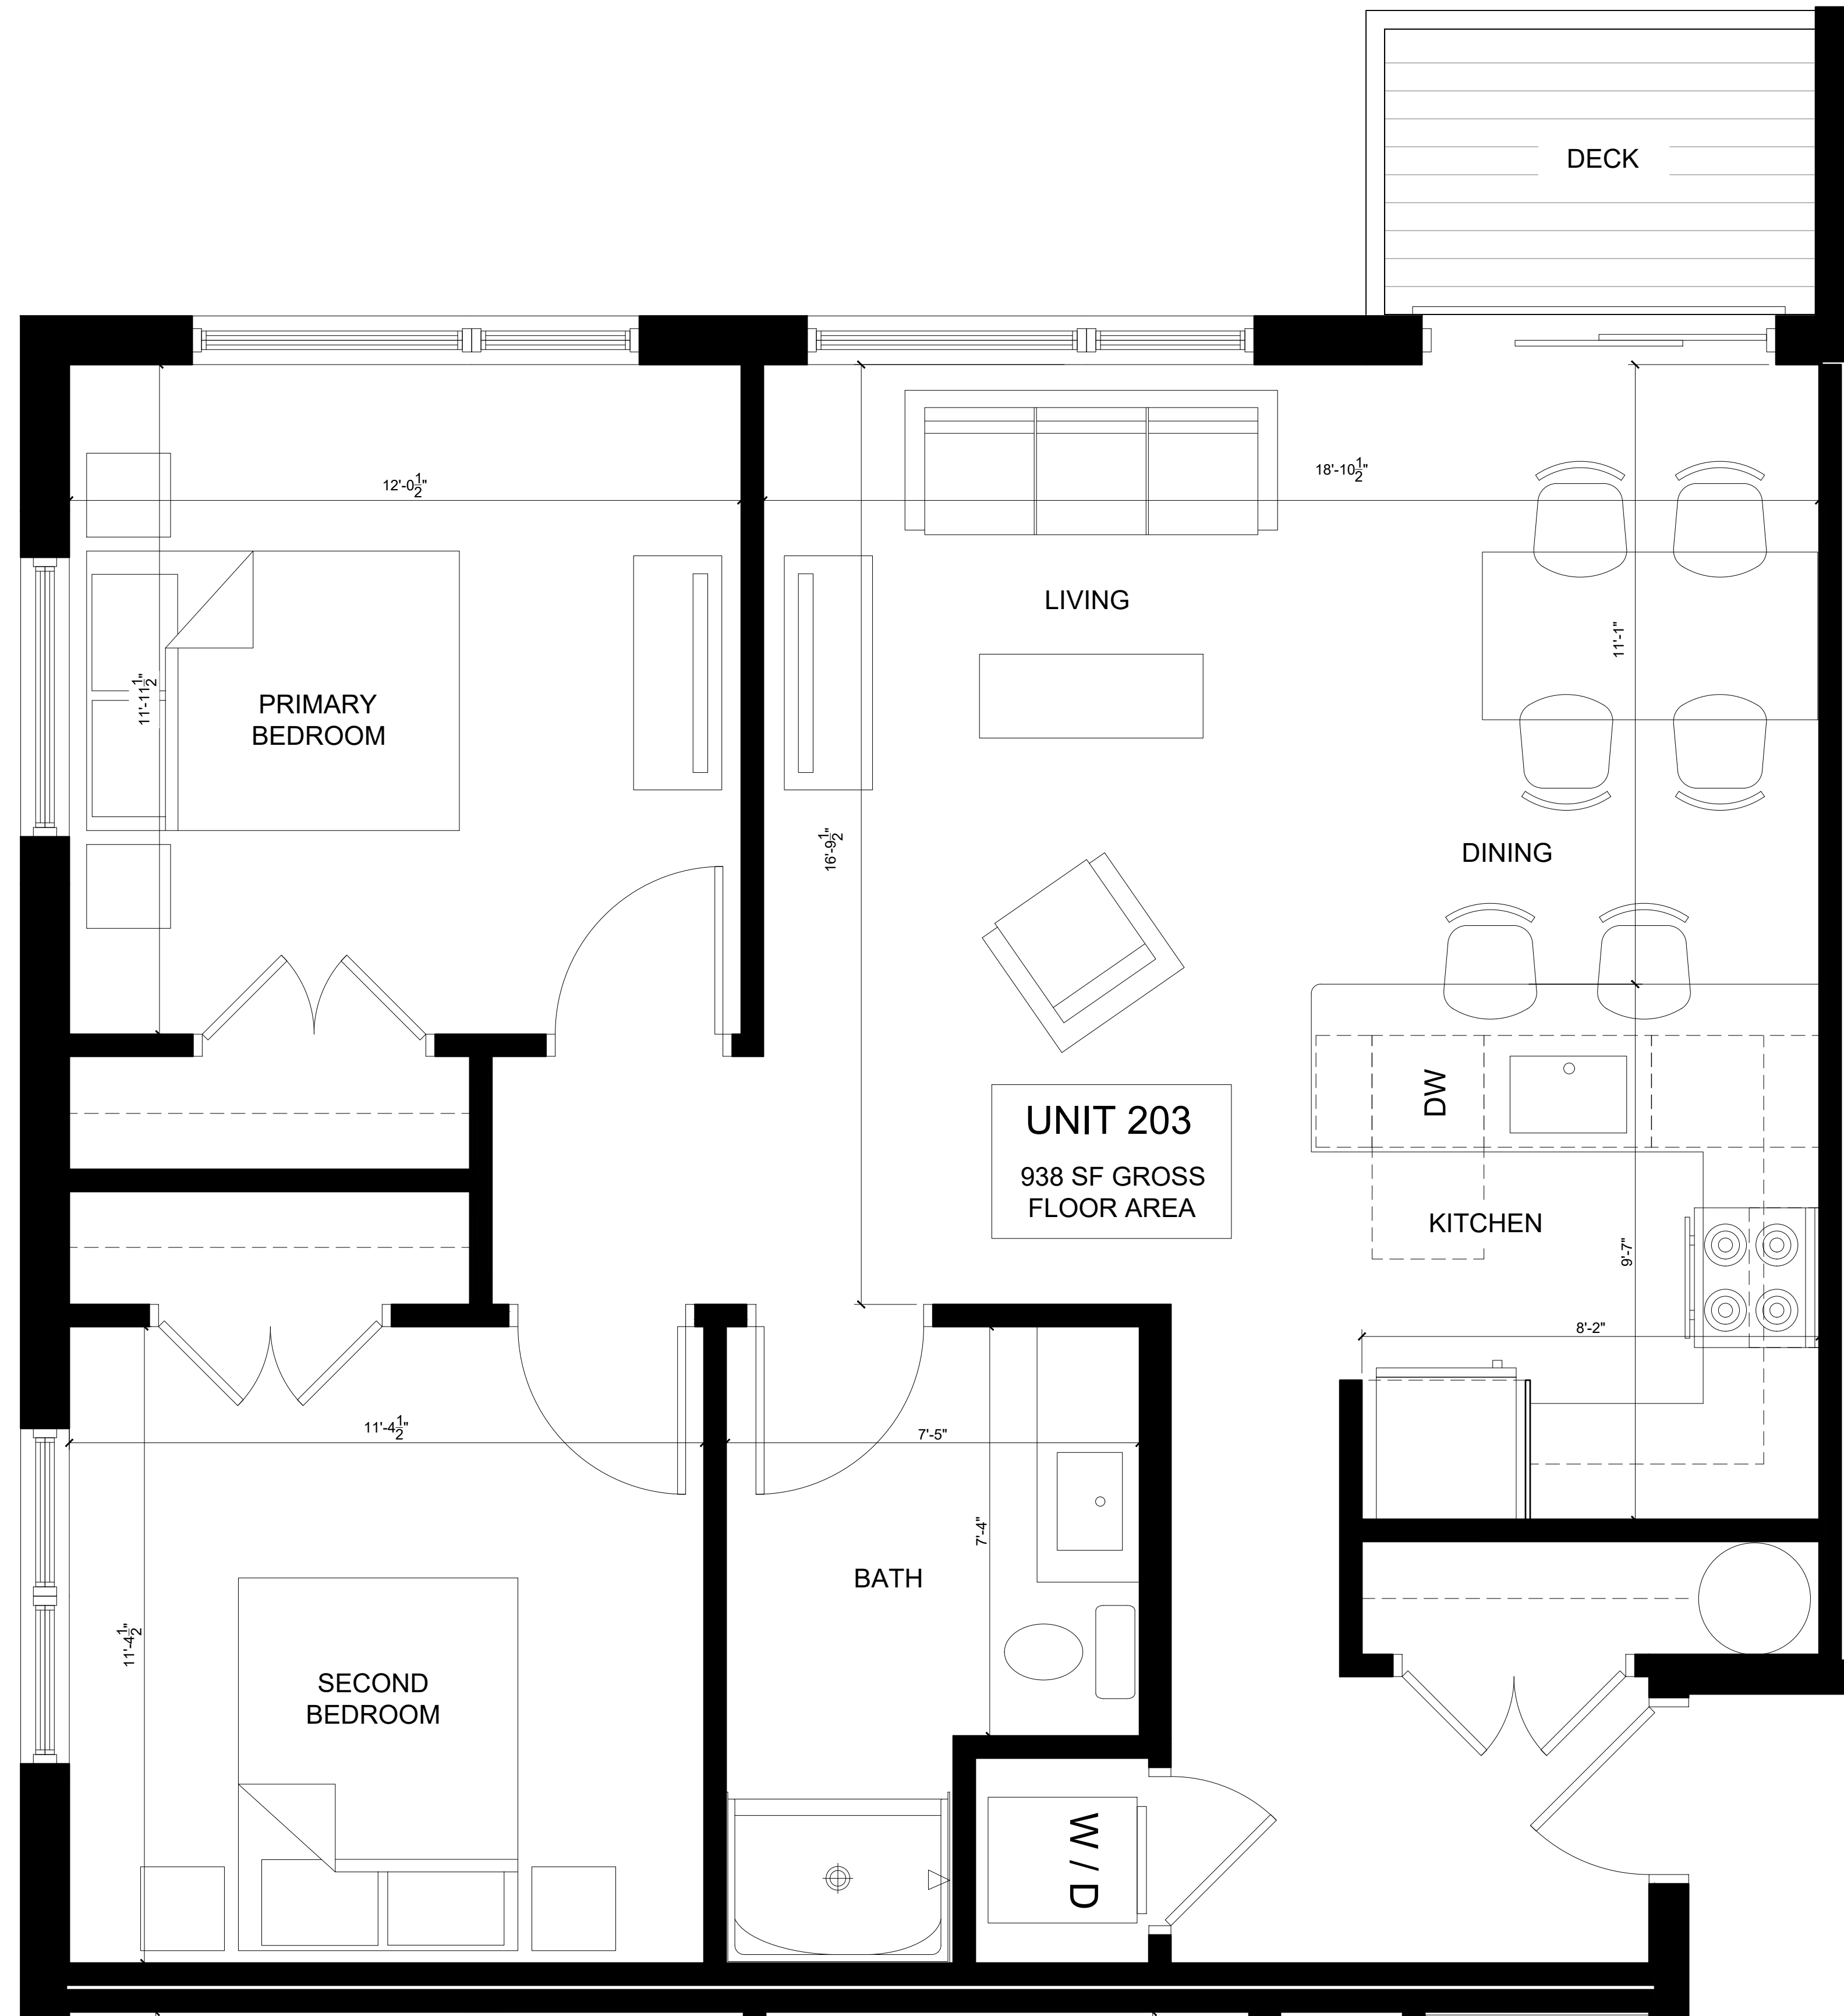 DECK
12'-0 1/2"
18'-10 1/2"
LIVING
11'-1"
11'-11 1/2"
PRIMARY
BEDROOM
16'-9 1/2"
DINING
DW
UNIT 203
938 SF GROSS
FLOOR AREA
KITCHEN
9'-7"
8'-2"
11'-4 1/2"
7'-5"
7'-4"
BATH
11'-4 1/2"
SECOND
BEDROOM
W / D